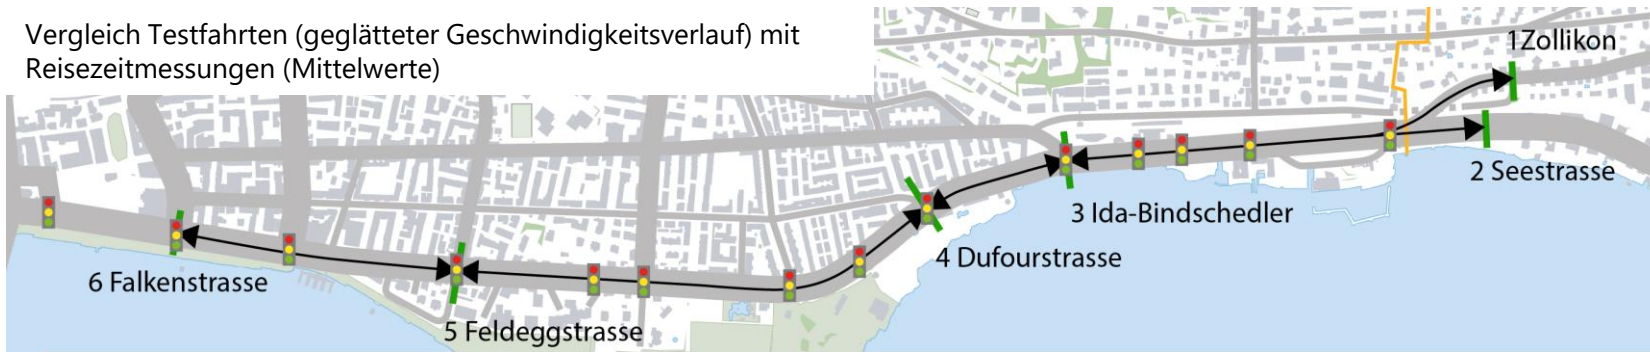 Vergleich Testfahrten (geglätteter Geschwindigkeitsverlauf) mit
Reisezeitmessungen (Mittelwerte)
1Zollikon
2 Seestrasse
3 Ida-Bindschedler
4 Dufourstrasse
5 Feldeggstrasse
6 Falkenstrasse